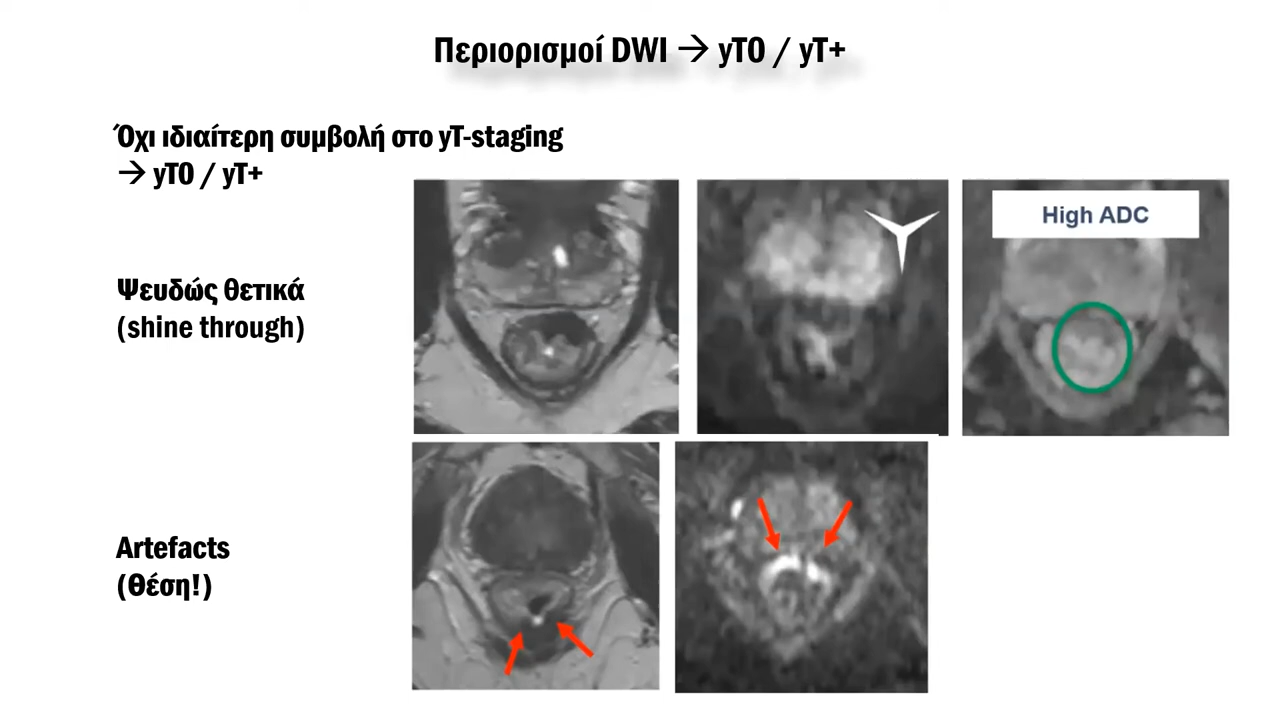 Περιορισμοί DWI → yT0 / yT+
Όχι ιδιαίτερη συμβολή στο yT-staging
→ yT0 / yT+
High ADC
Ψευδώς θετικά
(shine through)
Artefacts
(θέση!)